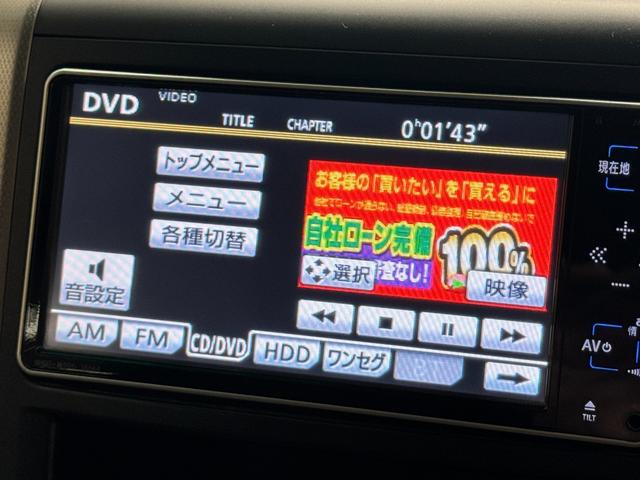 DVD VIDEO
TITLE CHAPTER 0h01'43"
現在地
トップメニュー
メニュー
各種切替
音設定
お客様の「買いたい」を「買える」に
自社ローン完備
100%
選択
なし!
映像
AM FM CD/DVD HDD ワンセグ
AV
TILT